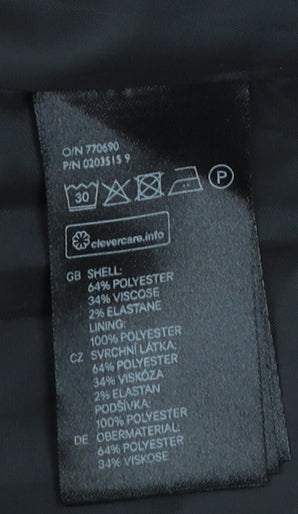 O/N 770690
P/N 0203515 9
30 P
clevercare.info
GB SHELL:
64% POLYESTER
34% VISCOSE
2% ELASTANE
LINING:
100% POLYESTER
CZ SVRCHNÍ LÁTKA:
64% POLYESTER
34% VISKÓZA
2% ELASTAN
PODŠÍVKA:
100% POLYESTER
DE OBERMATERIAL:
64% POLYESTER
34% VISKOSE